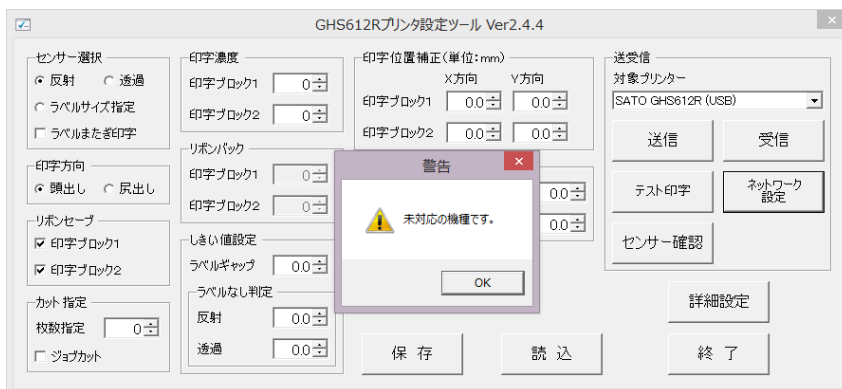 GHS612Rプリンタ設定ツール Ver2.4.4
センサー選択
反射 透過
ラベルサイズ指定
ラベルまたぎ印字
印字方向
頭出し 尻出し
リボンセーブ
印字ブロック1
印字ブロック2
カット指定
枚数指定 0
ジョブカット
印字濃度
印字ブロック1 0
印字ブロック2 0
リボンバック
印字ブロック1 0
印字ブロック2 0
しきい値設定
ラベルギャップ 0.0
ラベルなし判定
反射 0.0
透過 0.0
印字位置補正(単位:mm)
X方向 Y方向
印字ブロック1 0.0 0.0
印字ブロック2 0.0 0.0
0.0
0.0
警告
未対応の機種です。
OK
保 存
読 込
送受信
対象プリンター
SATO GHS612R (USB)
送信 受信
テスト印字
ネットワーク
設定
センサー確認
詳細設定
終 了